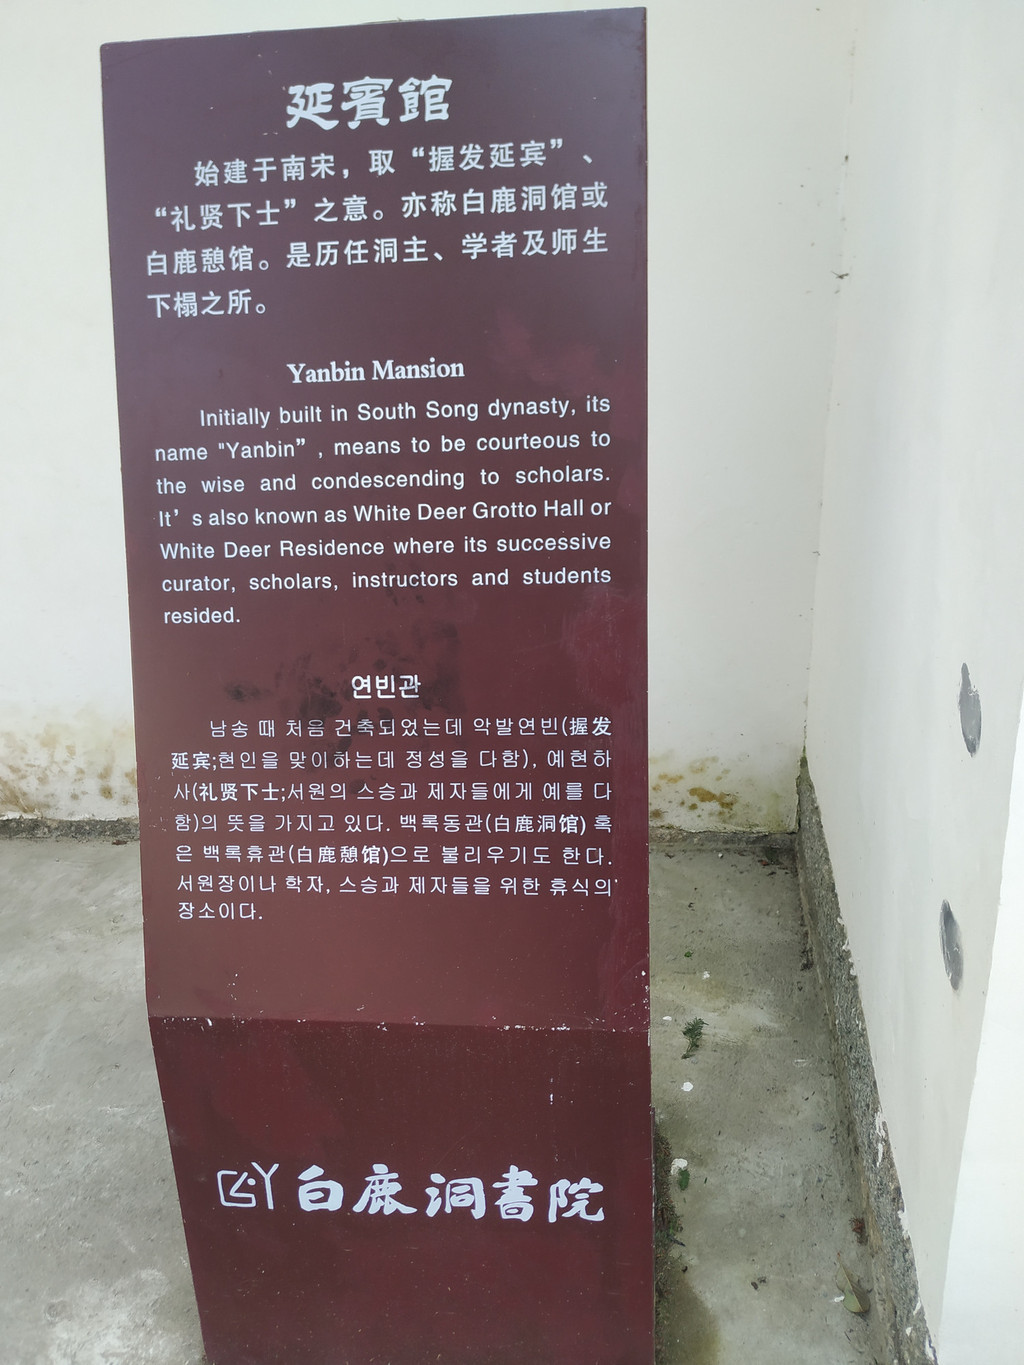 延賓館
始建于南宋，取“握发延宾”、
“礼贤下士”之意。亦称白鹿洞馆或
白鹿憩馆。是历任洞主、学者及师生
下榻之所。
Yanbin Mansion
Initially built in South Song dynasty, its
name "Yanbin”, means to be courteous to
the wise and condescending to scholars.
It’s also known as White Deer Grotto Hall or
White Deer Residence where its successive
curator, scholars, instructors and students
resided.
연빈관
남송 때 처음 건축되었는데 악발연빈(握发
延宾;현인을 맞이하는데 정성을 다함), 예현하
사(礼贤下士;서원의 스승과 제자들에게 예를 다
함)의 뜻을 가지고 있다. 백록동관(白鹿洞馆) 혹
은 백록휴관(白鹿憩馆)으로 불리우기도 한다.
서원장이나 학자, 스승과 제자들을 위한 휴식의
장소이다.
白鹿洞書院